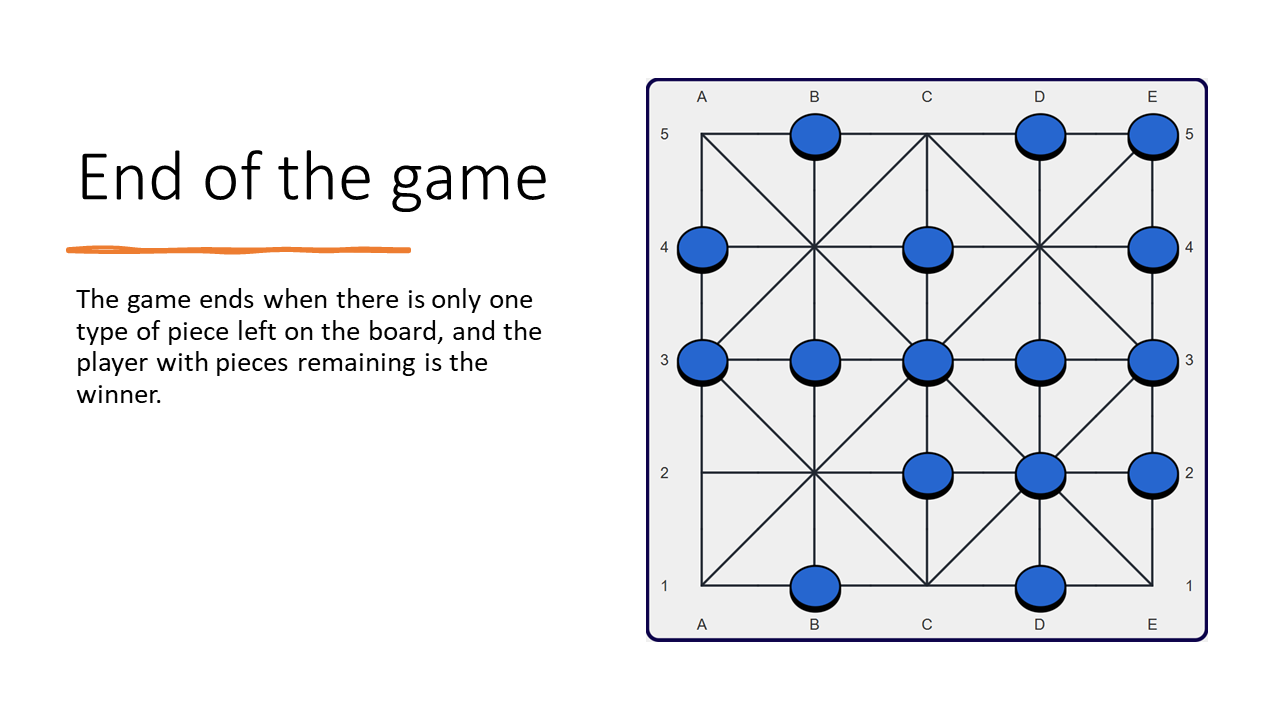 End of the game
The game ends when there is only one
type of piece left on the board, and the
player with pieces remaining is the
winner.
A B C D E
5 5
4 4
3 3
2 2
1 1
A B C D E